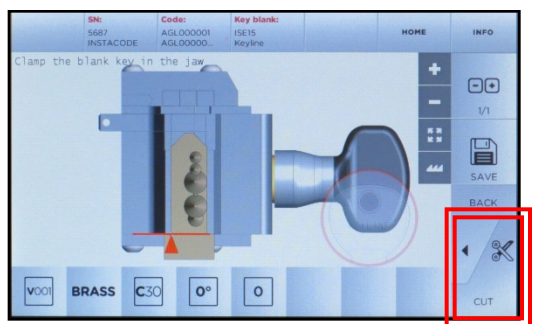 SN:
Code:
Key blank:
5687
AGL000001
ISE15
HOME
INFO
INSTACODE
AGL00000...
Keyline
Clamp the blank key in the jaw
1/1
SAVE
BACK
V001
BRASS
C30
0°
0
CUT